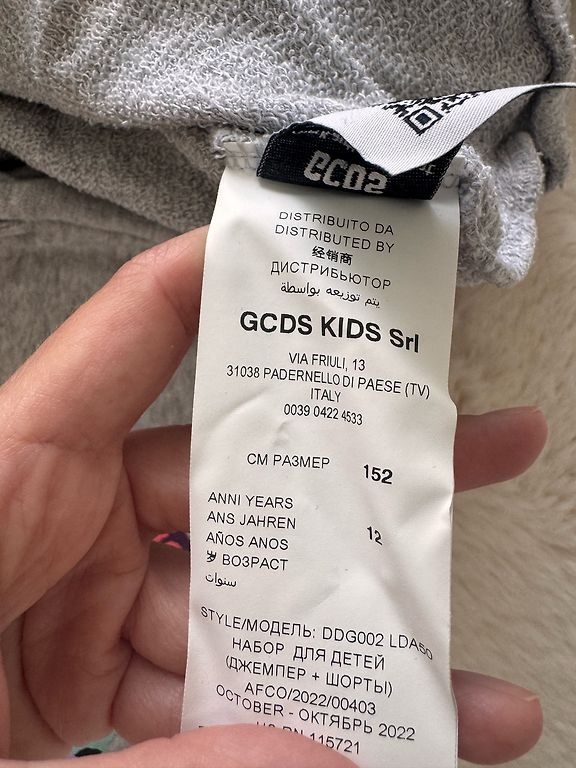 gcds
DISTRIBUITO DA
DISTRIBUTED BY
经销商
ДИСТРИБЬЮТОР
يتم توزيعه بواسطة
GCDS KIDS Srl
VIA FRIULI, 13
31038 PADERNELLO DI PAESE (TV)
ITALY
0039 0422 4533
CM РАЗМЕР 152
ANNI YEARS
ANS JAHREN
AÑOS ANOS 12
岁 ВОЗРАСТ
سنوات
STYLE/МОДЕЛЬ: DDG002 LDA50
НАБОР ДЛЯ ДЕТЕЙ
(ДЖЕМПЕР + ШОРТЫ)
AFCO/2022/00403
OCTOBER - ОКТЯБРЬ 2022
115721